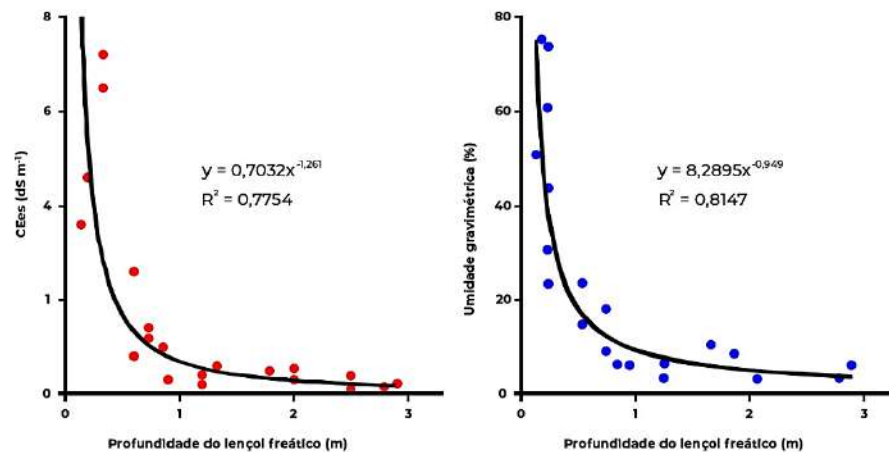 8
6
4
1
0
CEes (dS m⁻¹)
y = 0,7032x⁻¹,²⁶¹
R² = 0,7754
0 1 2 3
Profundidade do lençol freático (m)
80
60
40
20
0
Umidade gravimétrica (%)
y = 8,2895x⁻⁰,⁹⁴⁹
R² = 0,8147
0 1 2 3
Profundidade do lençol freático (m)